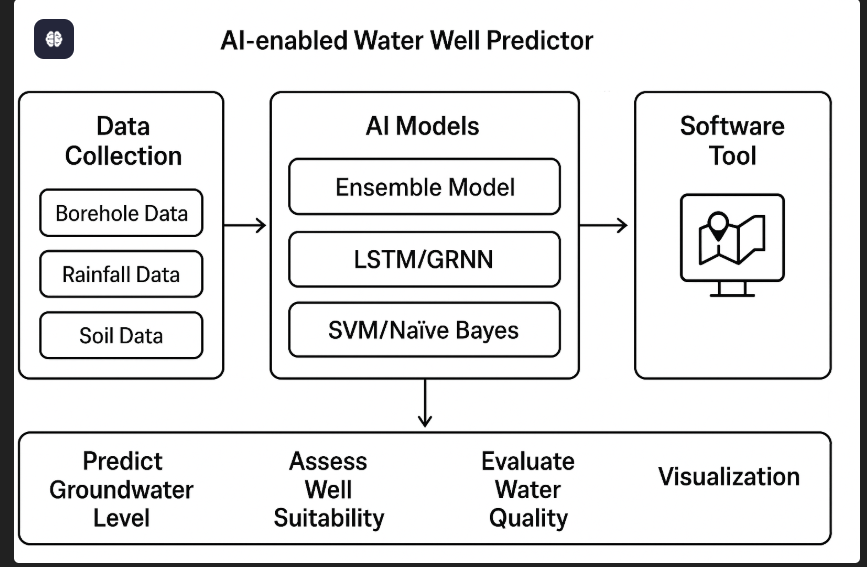 AI-enabled Water Well Predictor
Data
Collection
Borehole Data
Rainfall Data
Soil Data
AI Models
Ensemble Model
LSTM/GRNN
SVM/Naïve Bayes
Software
Tool
Predict
Groundwater
Level
Assess
Well
Suitability
Evaluate
Water
Quality
Visualization